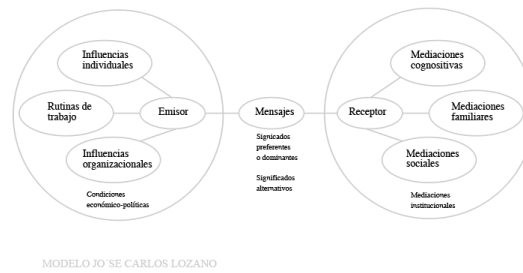 Influencias
individuales
Rutinas de
trabajo
Emisor
Influencias
organizacionales
Condiciones
económico-políticas
Mensajes
Signicados
preferentes
o dominantes
Significados
alternativos
Receptor
Mediaciones
cognositivas
Mediaciones
familiares
Mediaciones
sociales
Mediaciones
institucionales
MODELO JO´SE CARLOS LOZANO